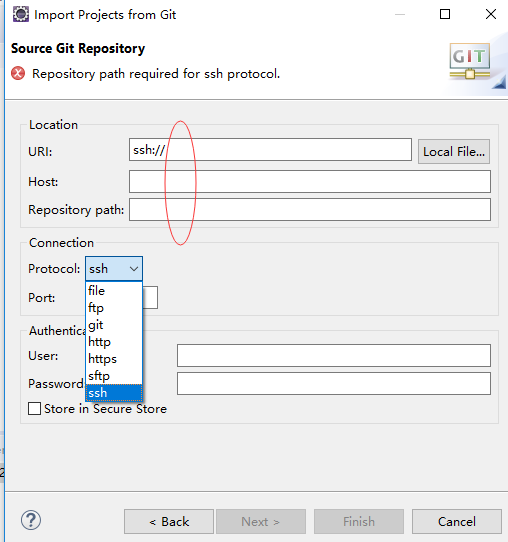 Import Projects from Git
Source Git Repository
Repository path required for ssh protocol.
GIT
Location
URI:
ssh://
Local File...
Host:
Repository path:
Connection
Protocol:
ssh
file
ftp
git
http
https
sftp
ssh
Port:
Authentica
User:
Password
Store in Secure Store
2
?
< Back
Next >
Finish
Cancel